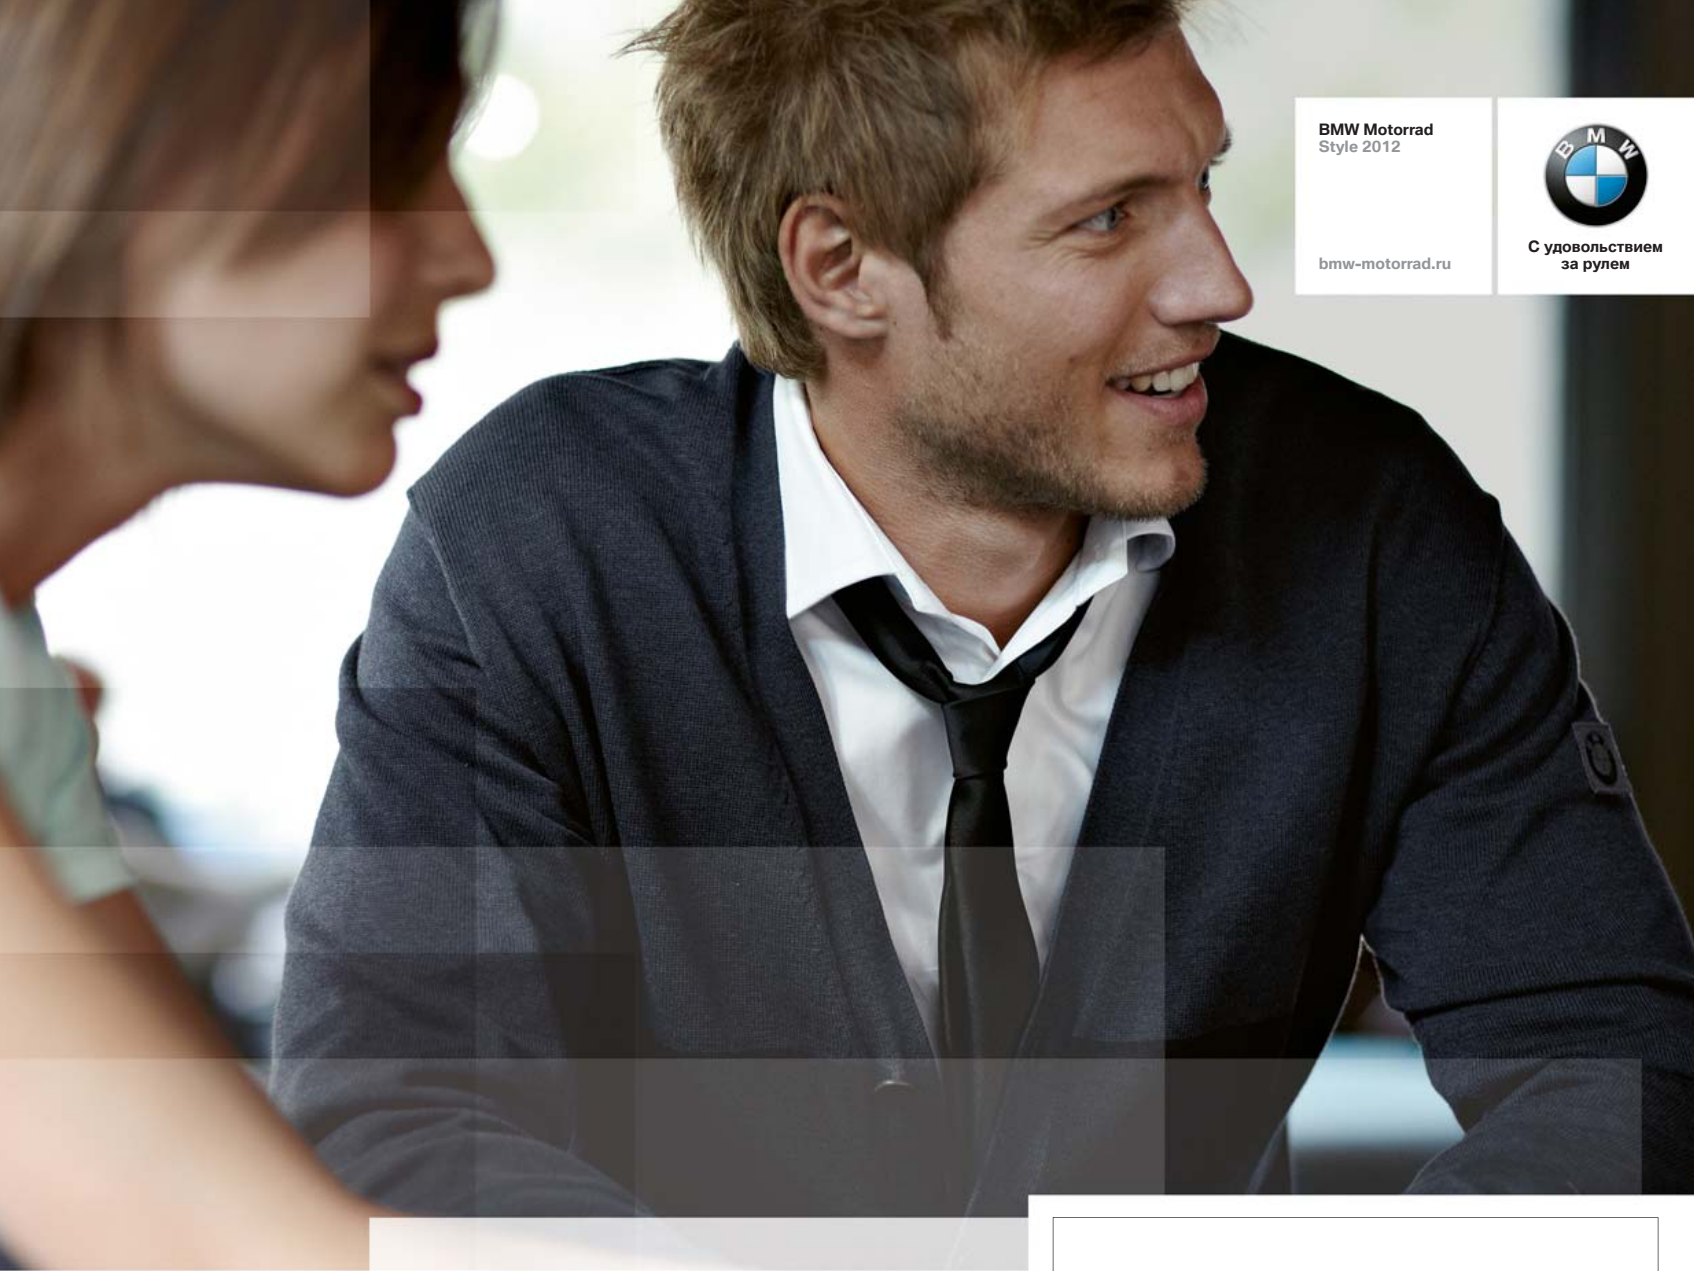 BMW Motorrad
Style 2012
bmw-motorrad.ru
BMW
С удовольствием
за рулем